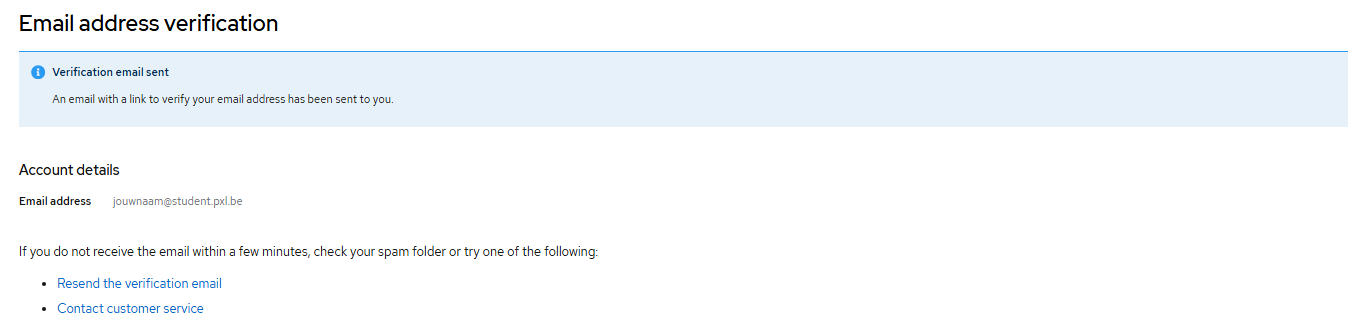 Email address verification
Verification email sent
An email with a link to verify your email address has been sent to you.
Account details
Email address jouwnaam@student.pxl.be
If you do not receive the email within a few minutes, check your spam folder or try one of the following:
• Resend the verification email
• Contact customer service